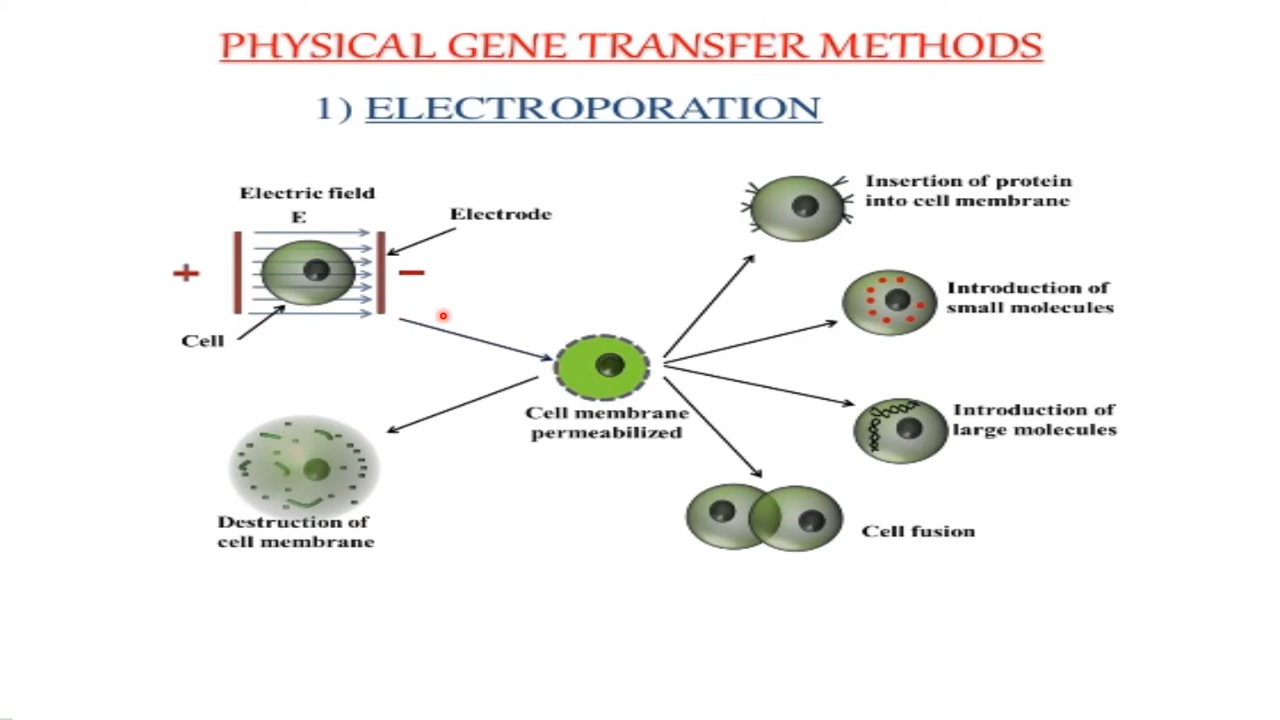 PHYSICAL GENE TRANSFER METHODS
1) ELECTROPORATION
Electric field
E
Electrode
+
−
Cell
Insertion of protein
into cell membrane
Introduction of
small molecules
Cell membrane
permeabilized
Introduction of
large molecules
Destruction of
cell membrane
Cell fusion